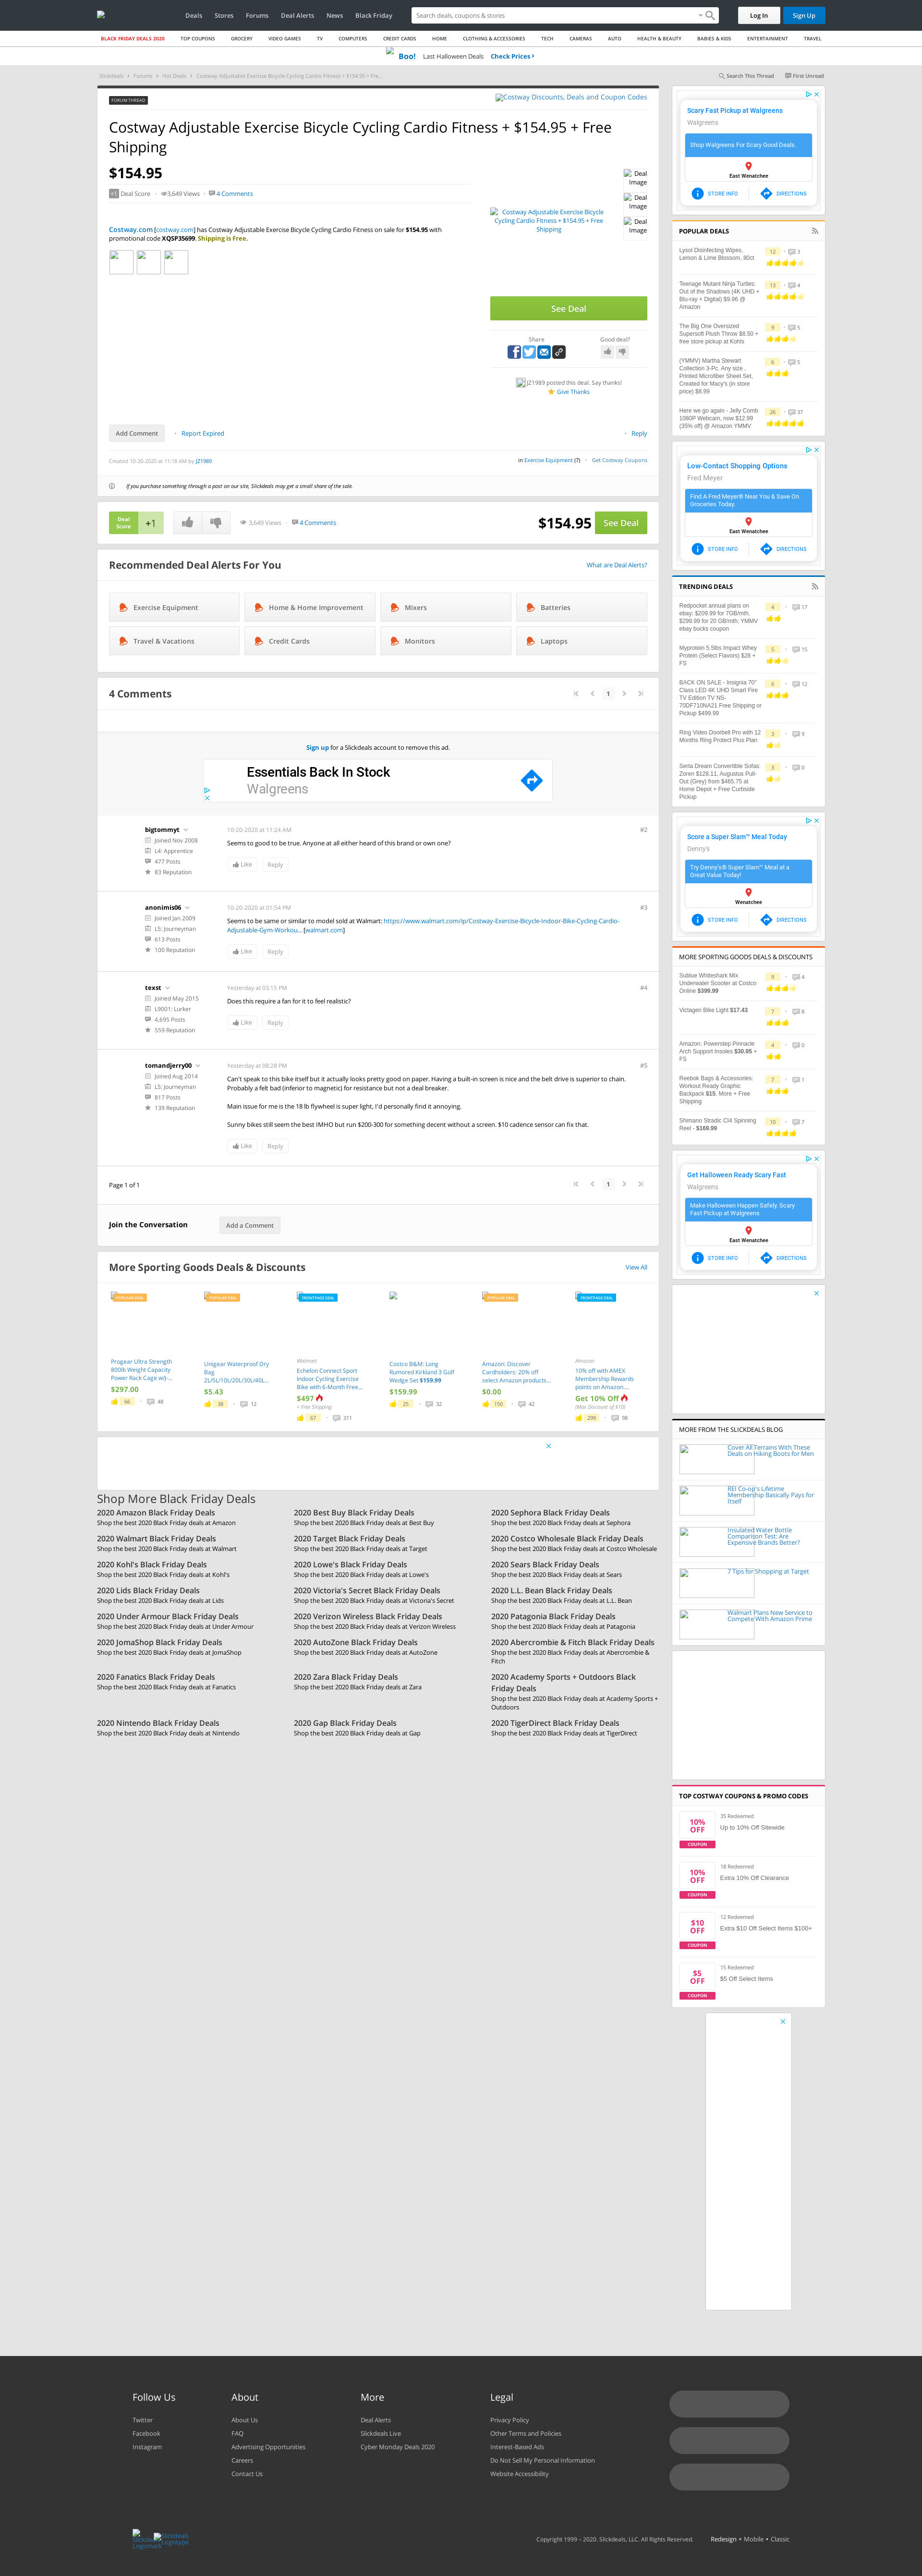 Deals Stores Forums Deal Alerts News Black Friday
Search deals, coupons & stores
Log In
Sign Up
BLACK FRIDAY DEALS 2020 TOP COUPONS GROCERY VIDEO GAMES TV COMPUTERS CREDIT CARDS HOME CLOTHING & ACCESSORIES TECH CAMERAS AUTO HEALTH & BEAUTY BABIES & KIDS ENTERTAINMENT TRAVEL
Boo! Last Halloween Deals Check Prices ›
Slickdeals › Forums › Hot Deals › Costway Adjustable Exercise Bicycle Cycling Cardio Fitness + $154.95 + Fre...
Search This Thread First Unread
FORUM THREAD
Costway Discounts, Deals and Coupon Codes
Costway Adjustable Exercise Bicycle Cycling Cardio Fitness + $154.95 + Free
Shipping
$154.95
+1 Deal Score · 3,649 Views · 4 Comments
Costway.com [costway.com] has Costway Adjustable Exercise Bicycle Cycling Cardio Fitness on sale for $154.95 with
promotional code XQSP35699. Shipping is Free.
Costway Adjustable Exercise Bicycle
Cycling Cardio Fitness + $154.95 + Free
Shipping
Deal
Image
Deal
Image
Deal
Image
See Deal
Share
Good deal?
JZ1989 posted this deal. Say thanks!
Give Thanks
Add Comment · Report Expired
· Reply
Created 10-20-2020 at 11:18 AM by JZ1989
in Exercise Equipment (7) · Get Costway Coupons
If you purchase something through a post on our site, Slickdeals may get a small share of the sale.
Deal
Score
+1
3,649 Views · 4 Comments
$154.95
See Deal
Recommended Deal Alerts For You
What are Deal Alerts?
Exercise Equipment
Home & Home Improvement
Mixers
Batteries
Travel & Vacations
Credit Cards
Monitors
Laptops
4 Comments
1
Sign up for a Slickdeals account to remove this ad.
Essentials Back In Stock
Walgreens
bigtommyt
Joined Nov 2008
L4: Apprentice
477 Posts
83 Reputation
10-20-2020 at 11:24 AM
#2
Seems to good to be true. Anyone at all either heard of this brand or own one?
Like
Reply
anonimis06
Joined Jan 2009
L5: Journeyman
613 Posts
100 Reputation
10-20-2020 at 01:54 PM
#3
Seems to be same or similar to model sold at Walmart: https://www.walmart.com/ip/Costway-Exercise-Bicycle-Indoor-Bike-Cycling-Cardio-
Adjustable-Gym-Workou... [walmart.com]
Like
Reply
texst
Joined May 2015
L9001: Lurker
4,695 Posts
559 Reputation
Yesterday at 03:15 PM
#4
Does this require a fan for it to feel realistic?
Like
Reply
tomandjerry00
Joined Aug 2014
L5: Journeyman
817 Posts
139 Reputation
Yesterday at 08:28 PM
#5
Can't speak to this bike itself but it actually looks pretty good on paper. Having a built-in screen is nice and the belt drive is superior to chain.
Probably a felt pad based (inferior to magnetic) for resistance but not a deal breaker.
Main issue for me is the 18 lb flywheel is super light, I'd personally find it annoying.
Sunny bikes still seem the best IMHO but run $200-300 for something decent without a screen. $10 cadence sensor can fix that.
Like
Reply
Page 1 of 1
1
Join the Conversation
Add a Comment
More Sporting Goods Deals & Discounts
View All
POPULAR DEAL
Progear Ultra Strength
800lb Weight Capacity
Power Rack Cage w/J-...
$297.00
66 · 48
POPULAR DEAL
Unigear Waterproof Dry
Bag
2L/5L/10L/20L/30L/40L...
$5.43
38 · 12
FRONTPAGE DEAL
Walmart
Echelon Connect Sport
Indoor Cycling Exercise
Bike with 6-Month Free...
$497
+ Free Shipping
67 · 311
Costco B&M: Long
Rumored Kirkland 3 Golf
Wedge Set $159.99
$159.99
25 · 32
POPULAR DEAL
Amazon: Discover
Cardholders: 20% off
select Amazon products...
$0.00
150 · 42
FRONTPAGE DEAL
Amazon
10% off with AMEX
Membership Rewards
points on Amazon....
Get 10% Off
(Max Discount of $10)
299 · 98
Shop More Black Friday Deals
2020 Amazon Black Friday Deals
Shop the best 2020 Black Friday deals at Amazon
2020 Best Buy Black Friday Deals
Shop the best 2020 Black Friday deals at Best Buy
2020 Sephora Black Friday Deals
Shop the best 2020 Black Friday deals at Sephora
2020 Walmart Black Friday Deals
Shop the best 2020 Black Friday deals at Walmart
2020 Target Black Friday Deals
Shop the best 2020 Black Friday deals at Target
2020 Costco Wholesale Black Friday Deals
Shop the best 2020 Black Friday deals at Costco Wholesale
2020 Kohl's Black Friday Deals
Shop the best 2020 Black Friday deals at Kohl's
2020 Lowe's Black Friday Deals
Shop the best 2020 Black Friday deals at Lowe's
2020 Sears Black Friday Deals
Shop the best 2020 Black Friday deals at Sears
2020 Lids Black Friday Deals
Shop the best 2020 Black Friday deals at Lids
2020 Victoria's Secret Black Friday Deals
Shop the best 2020 Black Friday deals at Victoria's Secret
2020 L.L. Bean Black Friday Deals
Shop the best 2020 Black Friday deals at L.L. Bean
2020 Under Armour Black Friday Deals
Shop the best 2020 Black Friday deals at Under Armour
2020 Verizon Wireless Black Friday Deals
Shop the best 2020 Black Friday deals at Verizon Wireless
2020 Patagonia Black Friday Deals
Shop the best 2020 Black Friday deals at Patagonia
2020 JomaShop Black Friday Deals
Shop the best 2020 Black Friday deals at JomaShop
2020 AutoZone Black Friday Deals
Shop the best 2020 Black Friday deals at AutoZone
2020 Abercrombie & Fitch Black Friday Deals
Shop the best 2020 Black Friday deals at Abercrombie &
Fitch
2020 Fanatics Black Friday Deals
Shop the best 2020 Black Friday deals at Fanatics
2020 Zara Black Friday Deals
Shop the best 2020 Black Friday deals at Zara
2020 Academy Sports + Outdoors Black
Friday Deals
Shop the best 2020 Black Friday deals at Academy Sports +
Outdoors
2020 Nintendo Black Friday Deals
Shop the best 2020 Black Friday deals at Nintendo
2020 Gap Black Friday Deals
Shop the best 2020 Black Friday deals at Gap
2020 TigerDirect Black Friday Deals
Shop the best 2020 Black Friday deals at TigerDirect
Scary Fast Pickup at Walgreens
Walgreens
Shop Walgreens For Scary Good Deals.
East Wenatchee
STORE INFO
DIRECTIONS
POPULAR DEALS
Lysol Disinfecting Wipes,
Lemon & Lime Blossom, 80ct
12 · 3
Teenage Mutant Ninja Turtles:
Out of the Shadows (4K UHD +
Blu-ray + Digital) $9.96 @
Amazon
13 · 4
The Big One Oversized
Supersoft Plush Throw $8.50 +
free store pickup at Kohls
9 · 5
(YMMV) Martha Stewart
Collection 3-Pc. Any size ,
Printed Microfiber Sheet Set,
Created for Macy's (in store
price) $8.99
6 · 5
Here we go again - Jelly Comb
1080P Webcam, now $12.99
(35% off) @ Amazon YMMV
26 · 37
Low-Contact Shopping Options
Fred Meyer
Find A Fred Meyer® Near You & Save On
Groceries Today.
East Wenatchee
STORE INFO
DIRECTIONS
TRENDING DEALS
Redpocket annual plans on
ebay; $209.99 for 7GB/mth,
$299.99 for 20 GB/mth; YMMV
ebay bucks coupon
4 · 17
Myprotein 5.5lbs Impact Whey
Protein (Select Flavors) $28 +
FS
5 · 15
BACK ON SALE - Insignia 70"
Class LED 4K UHD Smart Fire
TV Edition TV NS-
70DF710NA21 Free Shipping or
Pickup $499.99
6 · 12
Ring Video Doorbell Pro with 12
Months Ring Protect Plus Plan
3 · 9
Serta Dream Convertible Sofas:
Zoren $128.11, Augustus Pull-
Out (Grey) from $465.75 at
Home Depot + Free Curbside
Pickup
3 · 0
Score a Super Slam™ Meal Today
Denny's
Try Denny's® Super Slam™ Meal at a
Great Value Today!
Wenatchee
STORE INFO
DIRECTIONS
MORE SPORTING GOODS DEALS & DISCOUNTS
Sublue Whiteshark Mix
Underwater Scooter at Costco
Online $399.99
9 · 4
Victagen Bike Light $17.43
7 · 8
Amazon: Powerstep Pinnacle
Arch Support Insoles $30.95 +
FS
4 · 0
Reebok Bags & Accessories:
Workout Ready Graphic
Backpack $15, More + Free
Shipping
7 · 1
Shimano Stradic CI4 Spinning
Reel - $169.99
10 · 7
Get Halloween Ready Scary Fast
Walgreens
Make Halloween Happen Safely. Scary
Fast Pickup at Walgreens
East Wenatchee
STORE INFO
DIRECTIONS
MORE FROM THE SLICKDEALS BLOG
Cover All Terrains With These
Deals on Hiking Boots for Men
REI Co-op's Lifetime
Membership Basically Pays for
Itself
Insulated Water Bottle
Comparison Test: Are
Expensive Brands Better?
7 Tips for Shopping at Target
Walmart Plans New Service to
Compete With Amazon Prime
TOP COSTWAY COUPONS & PROMO CODES
10%
OFF
COUPON
35 Redeemed
Up to 10% Off Sitewide
10%
OFF
COUPON
18 Redeemed
Extra 10% Off Clearance
$10
OFF
COUPON
12 Redeemed
Extra $10 Off Select Items $100+
$5
OFF
COUPON
15 Redeemed
$5 Off Select Items
Follow Us
Twitter
Facebook
Instagram
About
About Us
FAQ
Advertising Opportunities
Careers
Contact Us
More
Deal Alerts
Slickdeals Live
Cyber Monday Deals 2020
Legal
Privacy Policy
Other Terms and Policies
Interest-Based Ads
Do Not Sell My Personal Information
Website Accessibility
Slickdeals
Logotype
Copyright 1999 – 2020. Slickdeals, LLC. All Rights Reserved. Redesign • Mobile • Classic